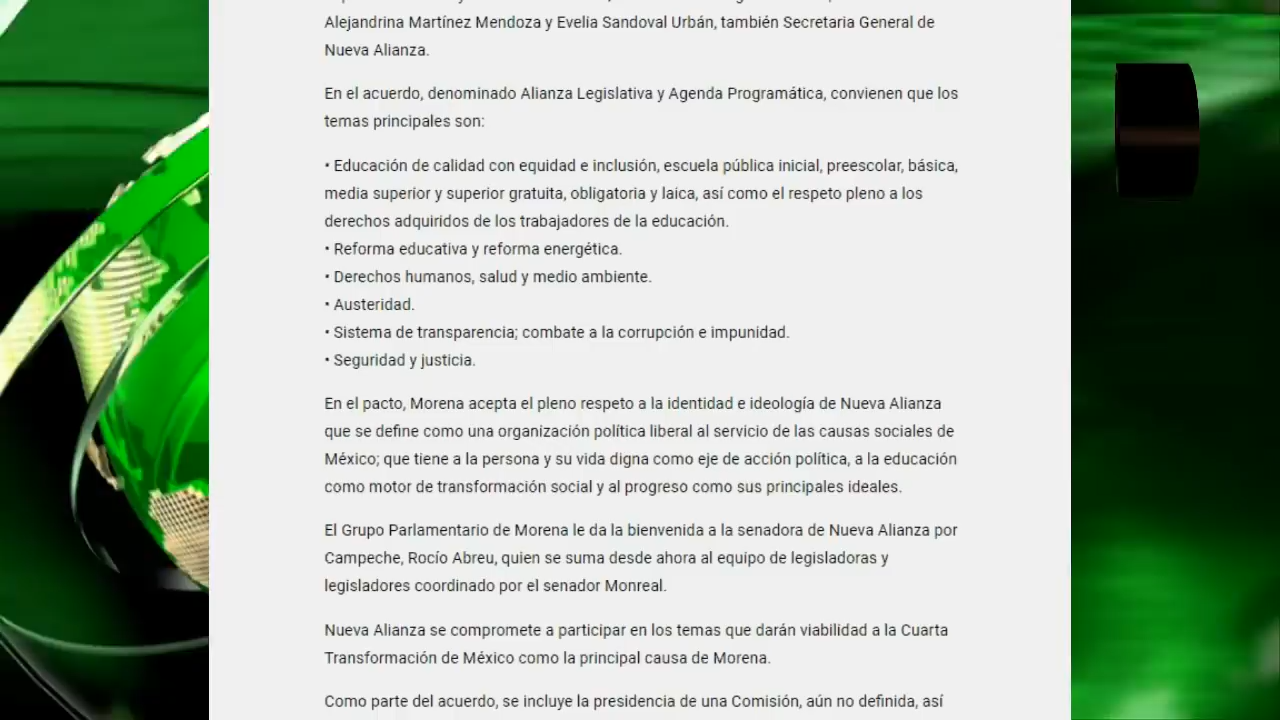 Alejandrina Martínez Mendoza y Evelia Sandoval Urbán, también Secretaria General de
Nueva Alianza.
En el acuerdo, denominado Alianza Legislativa y Agenda Programática, convienen que los
temas principales son:
• Educación de calidad con equidad e inclusión, escuela pública inicial, preescolar, básica,
media superior y superior gratuita, obligatoria y laica, así como el respeto pleno a los
derechos adquiridos de los trabajadores de la educación.
• Reforma educativa y reforma energética.
• Derechos humanos, salud y medio ambiente.
• Austeridad.
• Sistema de transparencia; combate a la corrupción e impunidad.
• Seguridad y justicia.
En el pacto, Morena acepta el pleno respeto a la identidad e ideología de Nueva Alianza
que se define como una organización política liberal al servicio de las causas sociales de
México; que tiene a la persona y su vida digna como eje de acción política, a la educación
como motor de transformación social y al progreso como sus principales ideales.
El Grupo Parlamentario de Morena le da la bienvenida a la senadora de Nueva Alianza por
Campeche, Rocío Abreu, quien se suma desde ahora al equipo de legisladoras y
legisladores coordinado por el senador Monreal.
Nueva Alianza se compromete a participar en los temas que darán viabilidad a la Cuarta
Transformación de México como la principal causa de Morena.
Como parte del acuerdo, se incluye la presidencia de una Comisión, aún no definida, así